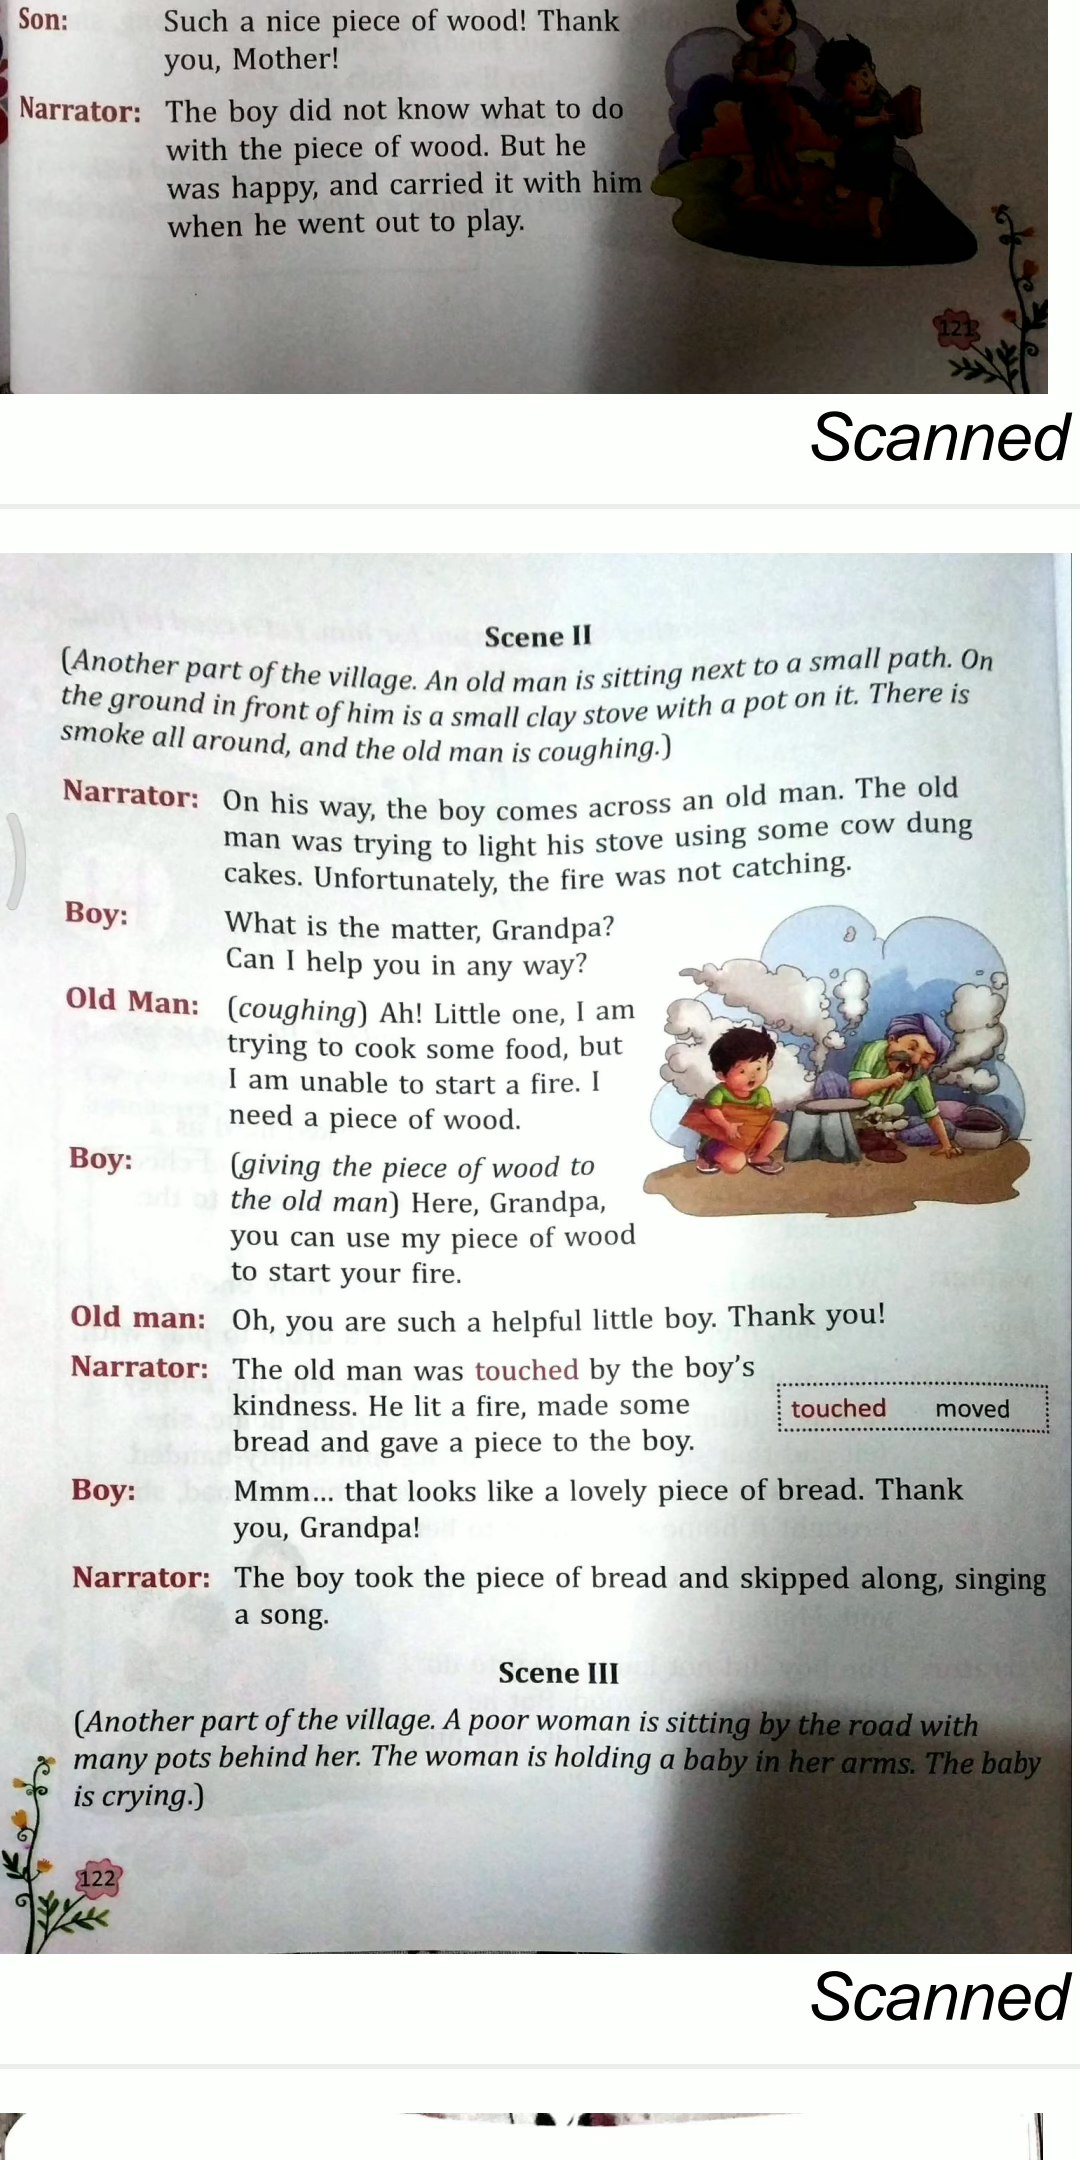 Son: Such a nice piece of wood! Thank
you, Mother!
Narrator: The boy did not know what to do
with the piece of wood. But he
was happy, and carried it with him
when he went out to play.
121
Scanned
Scene II
(Another part of the village. An old man is sitting next to a small path. On
the ground in front of him is a small clay stove with a pot on it. There is
smoke all around, and the old man is coughing.)
Narrator: On his way, the boy comes across an old man. The old
man was trying to light his stove using some cow dung
cakes. Unfortunately, the fire was not catching.
Boy: What is the matter, Grandpa?
Can I help you in any way?
Old Man: (coughing) Ah! Little one, I am
trying to cook some food, but
I am unable to start a fire. I
need a piece of wood.
Boy: (giving the piece of wood to
the old man) Here, Grandpa,
you can use my piece of wood
to start your fire.
Old man: Oh, you are such a helpful little boy. Thank you!
Narrator: The old man was touched by the boy's
kindness. He lit a fire, made some
bread and gave a piece to the boy.
touched moved
Boy: Mmm... that looks like a lovely piece of bread. Thank
you, Grandpa!
Narrator: The boy took the piece of bread and skipped along, singing
a song.
Scene III
(Another part of the village. A poor woman is sitting by the road with
many pots behind her. The woman is holding a baby in her arms. The baby
is crying.)
122
Scanned